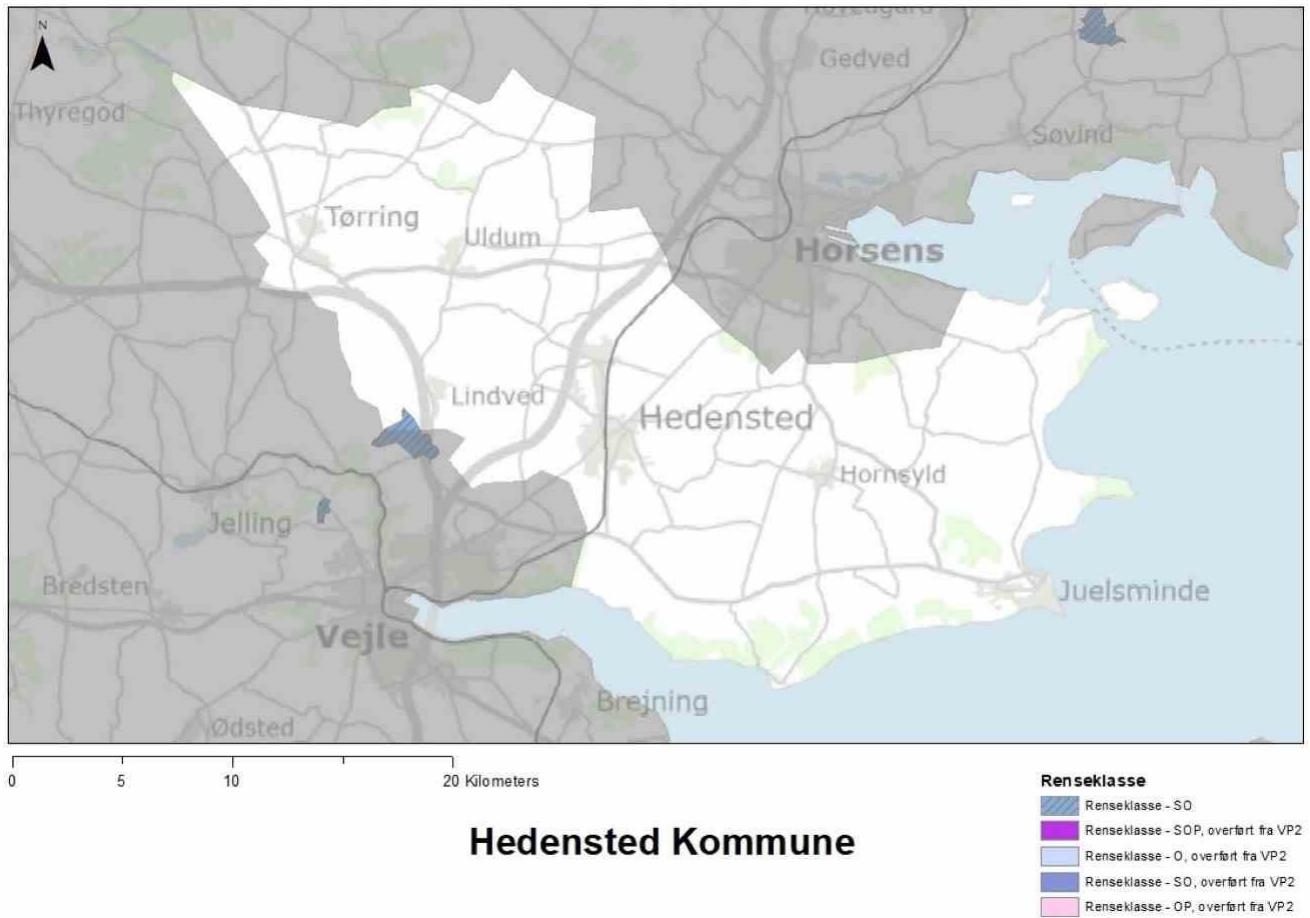 N
Hovedgård
Gedved
Thyregod
Søvind
Tørring
Uldum
Horsens
Lindved
Hedensted
Hornsyld
Jelling
Bredsten
Juelsminde
Vejle
Brejning
Ødsted
0 5 10 20 Kilometers
Hedensted Kommune
Renseklasse
Renseklasse - SO
Renseklasse - SOP, overført fra VP2
Renseklasse - O, overført fra VP2
Renseklasse - SO, overført fra VP2
Renseklasse - OP, overført fra VP2